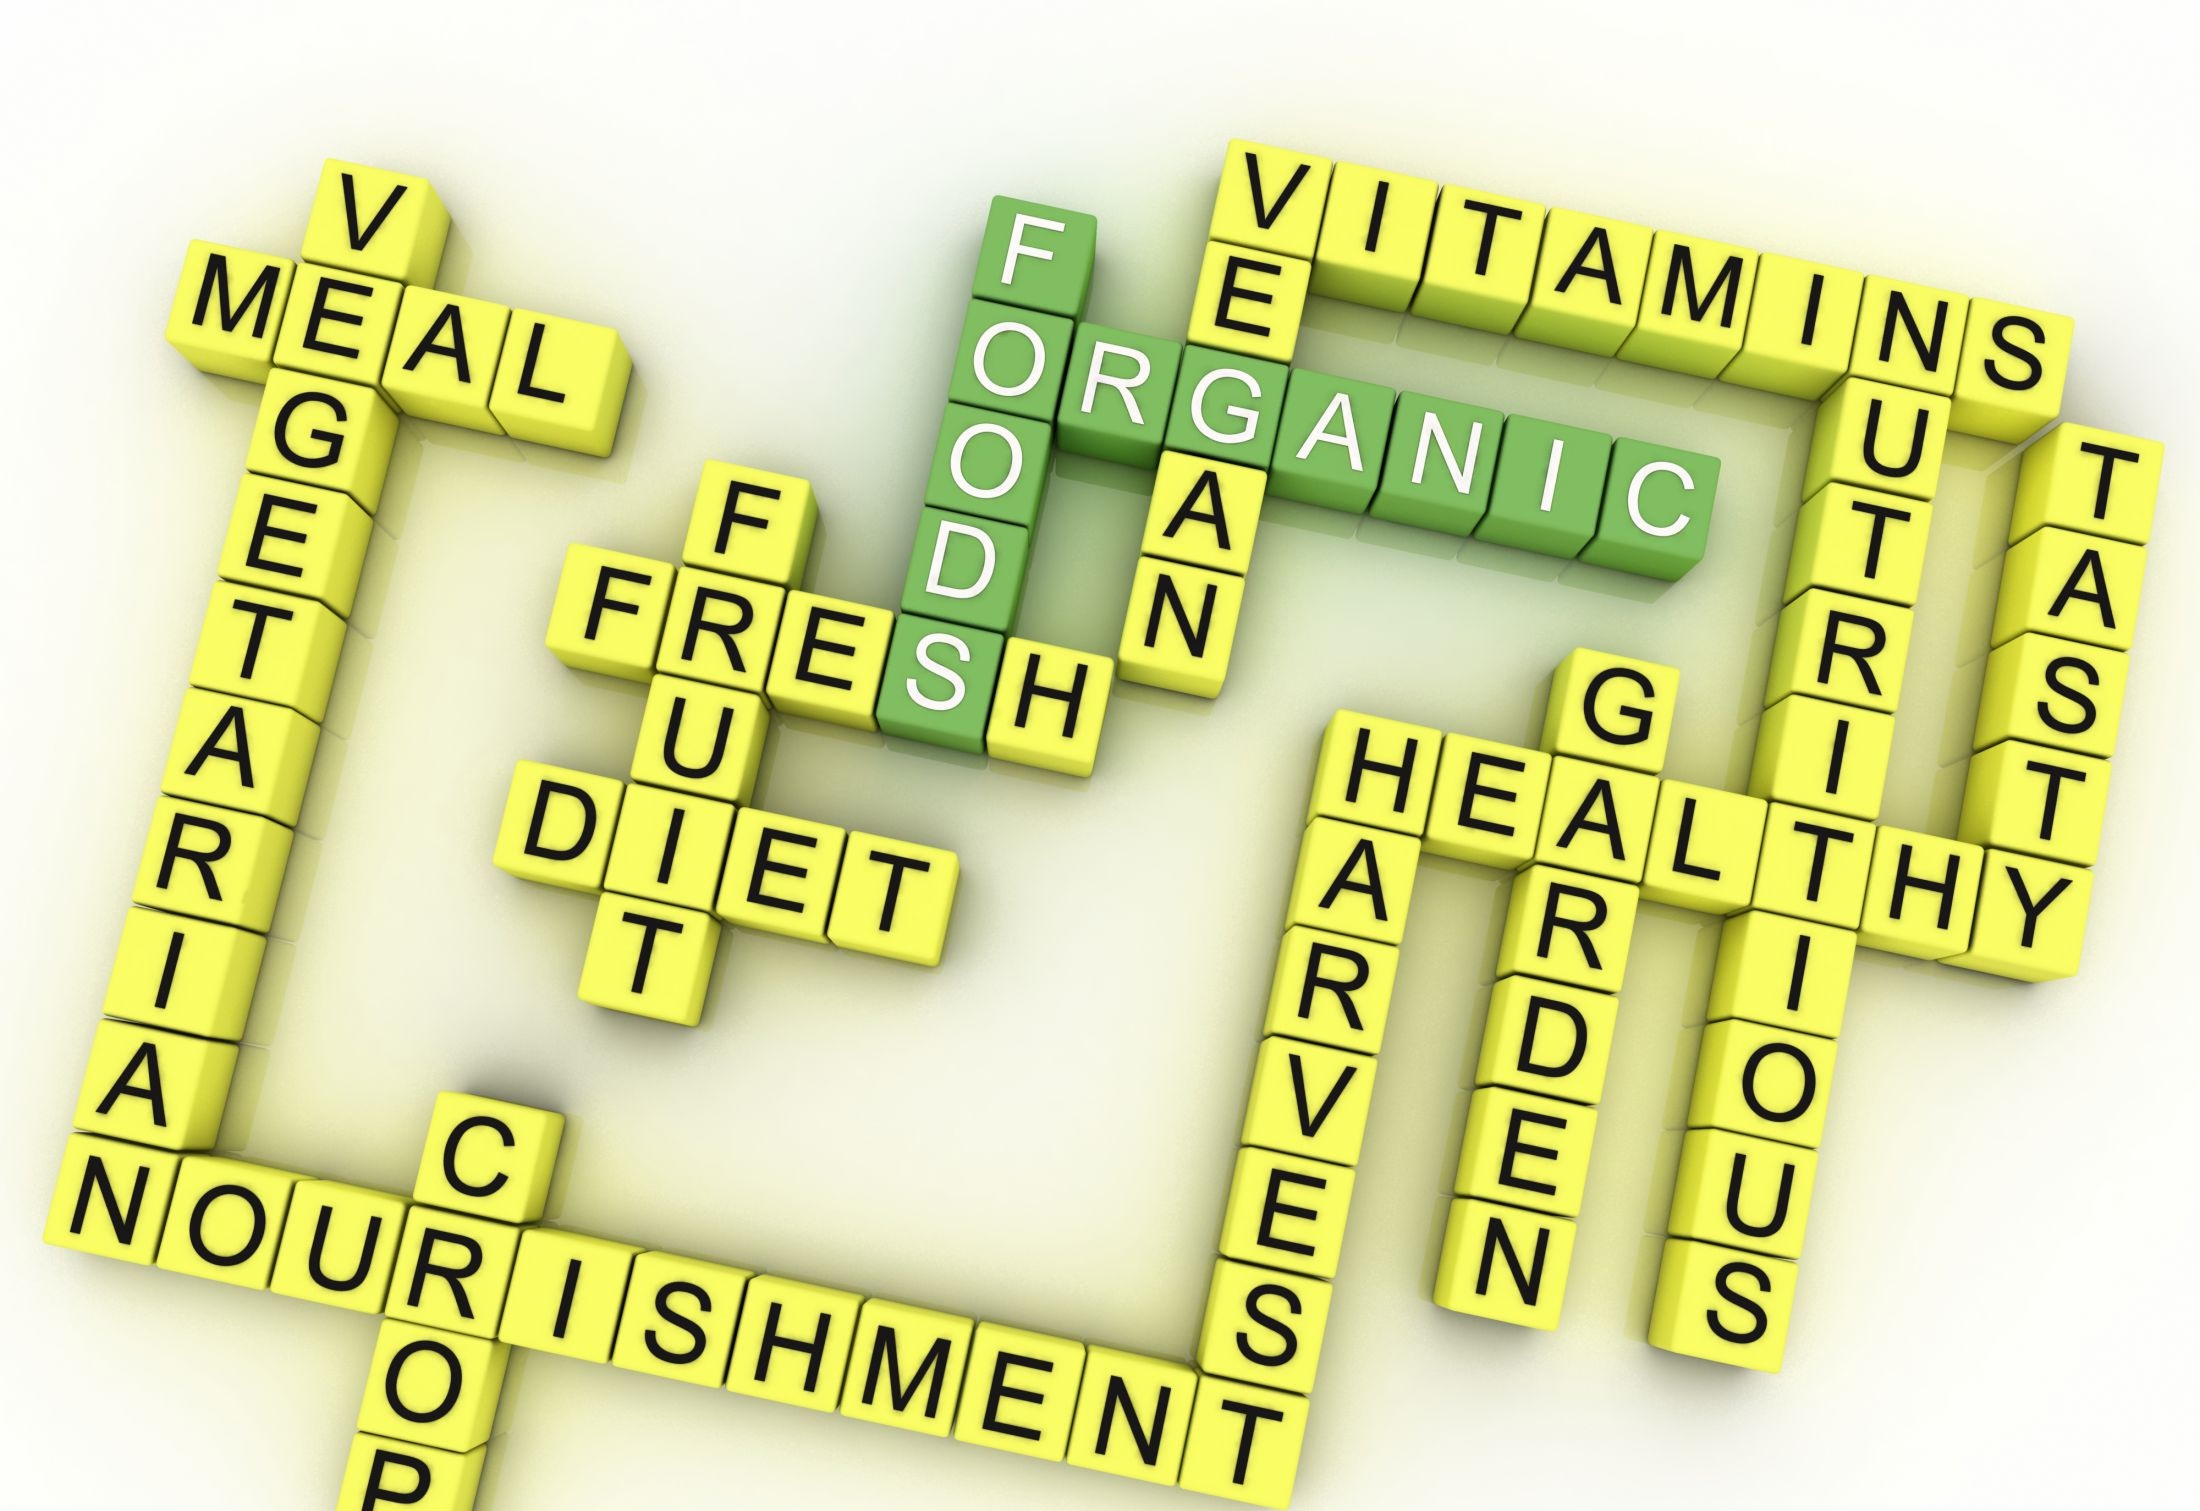 VEGETARIAN
MEAL
FOODS
ORGANIC
VITAMINS
VEGAN
NUTRITIOUS
TASTY
FRUIT
FRESH
DIET
HEALTHY
GARDEN
HARVEST
CROP
NOURISHMENT